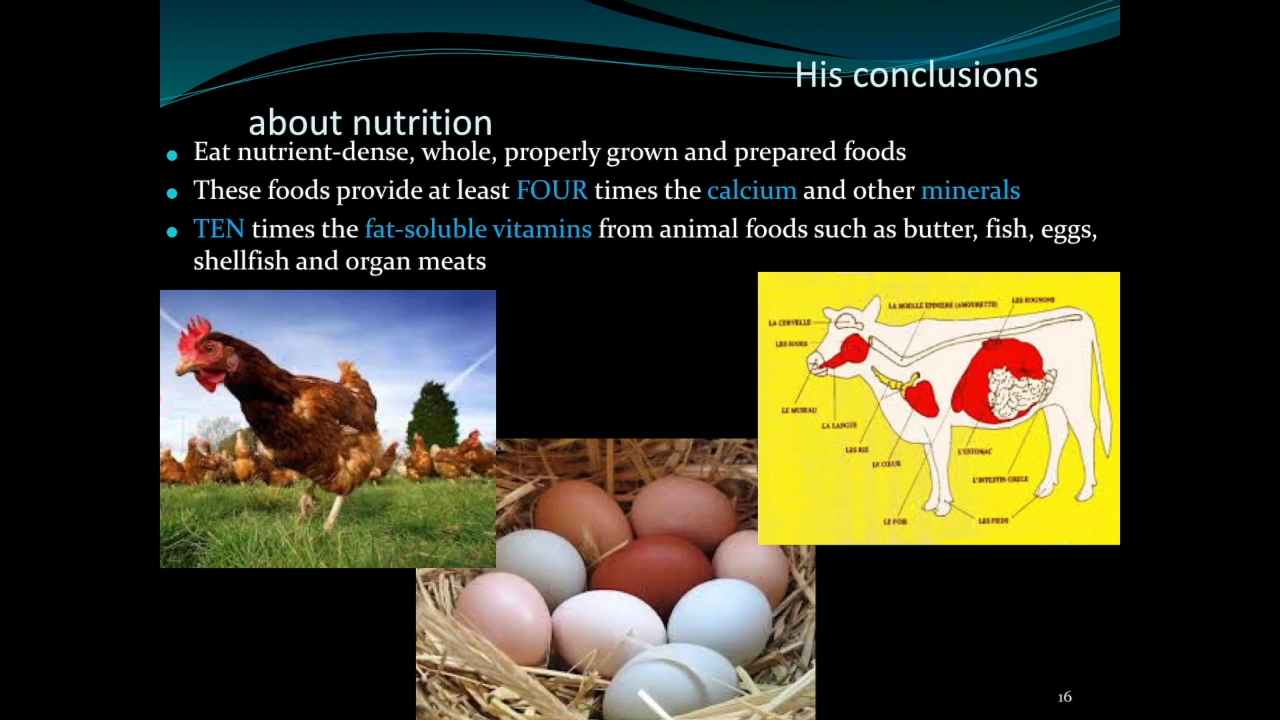 His conclusions
about nutrition
Eat nutrient-dense, whole, properly grown and prepared foods
These foods provide at least FOUR times the calcium and other minerals
TEN times the fat-soluble vitamins from animal foods such as butter, fish, eggs,
shellfish and organ meats
LA MOELLE EPINIERE (AMOURETTE)
LES ROGNONS
LA CERVELLE
LES JOUES
LE MUSEAU
LA LANGUE
LES RIS
LE CŒUR
L'ESTOMAC
L'INTESTIN GRELE
LE FOIE
LES PIEDS
16